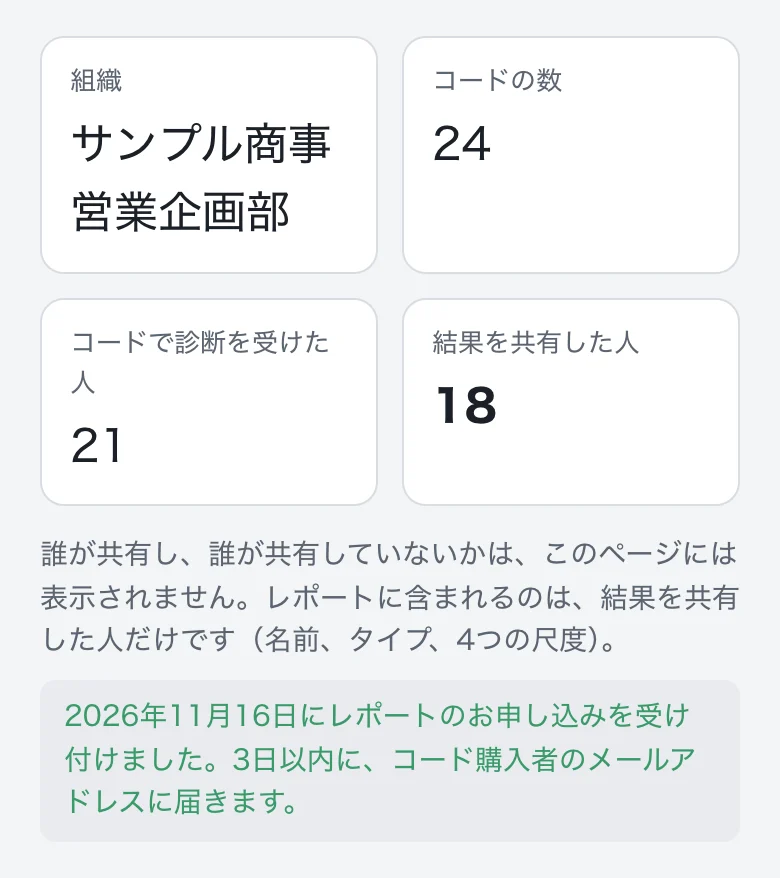 組織
サンプル商事
営業企画部
コードの数
24
コードで診断を受けた
人
21
結果を共有した人
18
誰が共有し、誰が共有していないかは、このページには
表示されません。レポートに含まれるのは、結果を共有
した人だけです（名前、タイプ、4つの尺度）。
2026年11月16日にレポートのお申し込みを受け
付けました。3日以内に、コード購入者のメールア
ドレスに届きます。